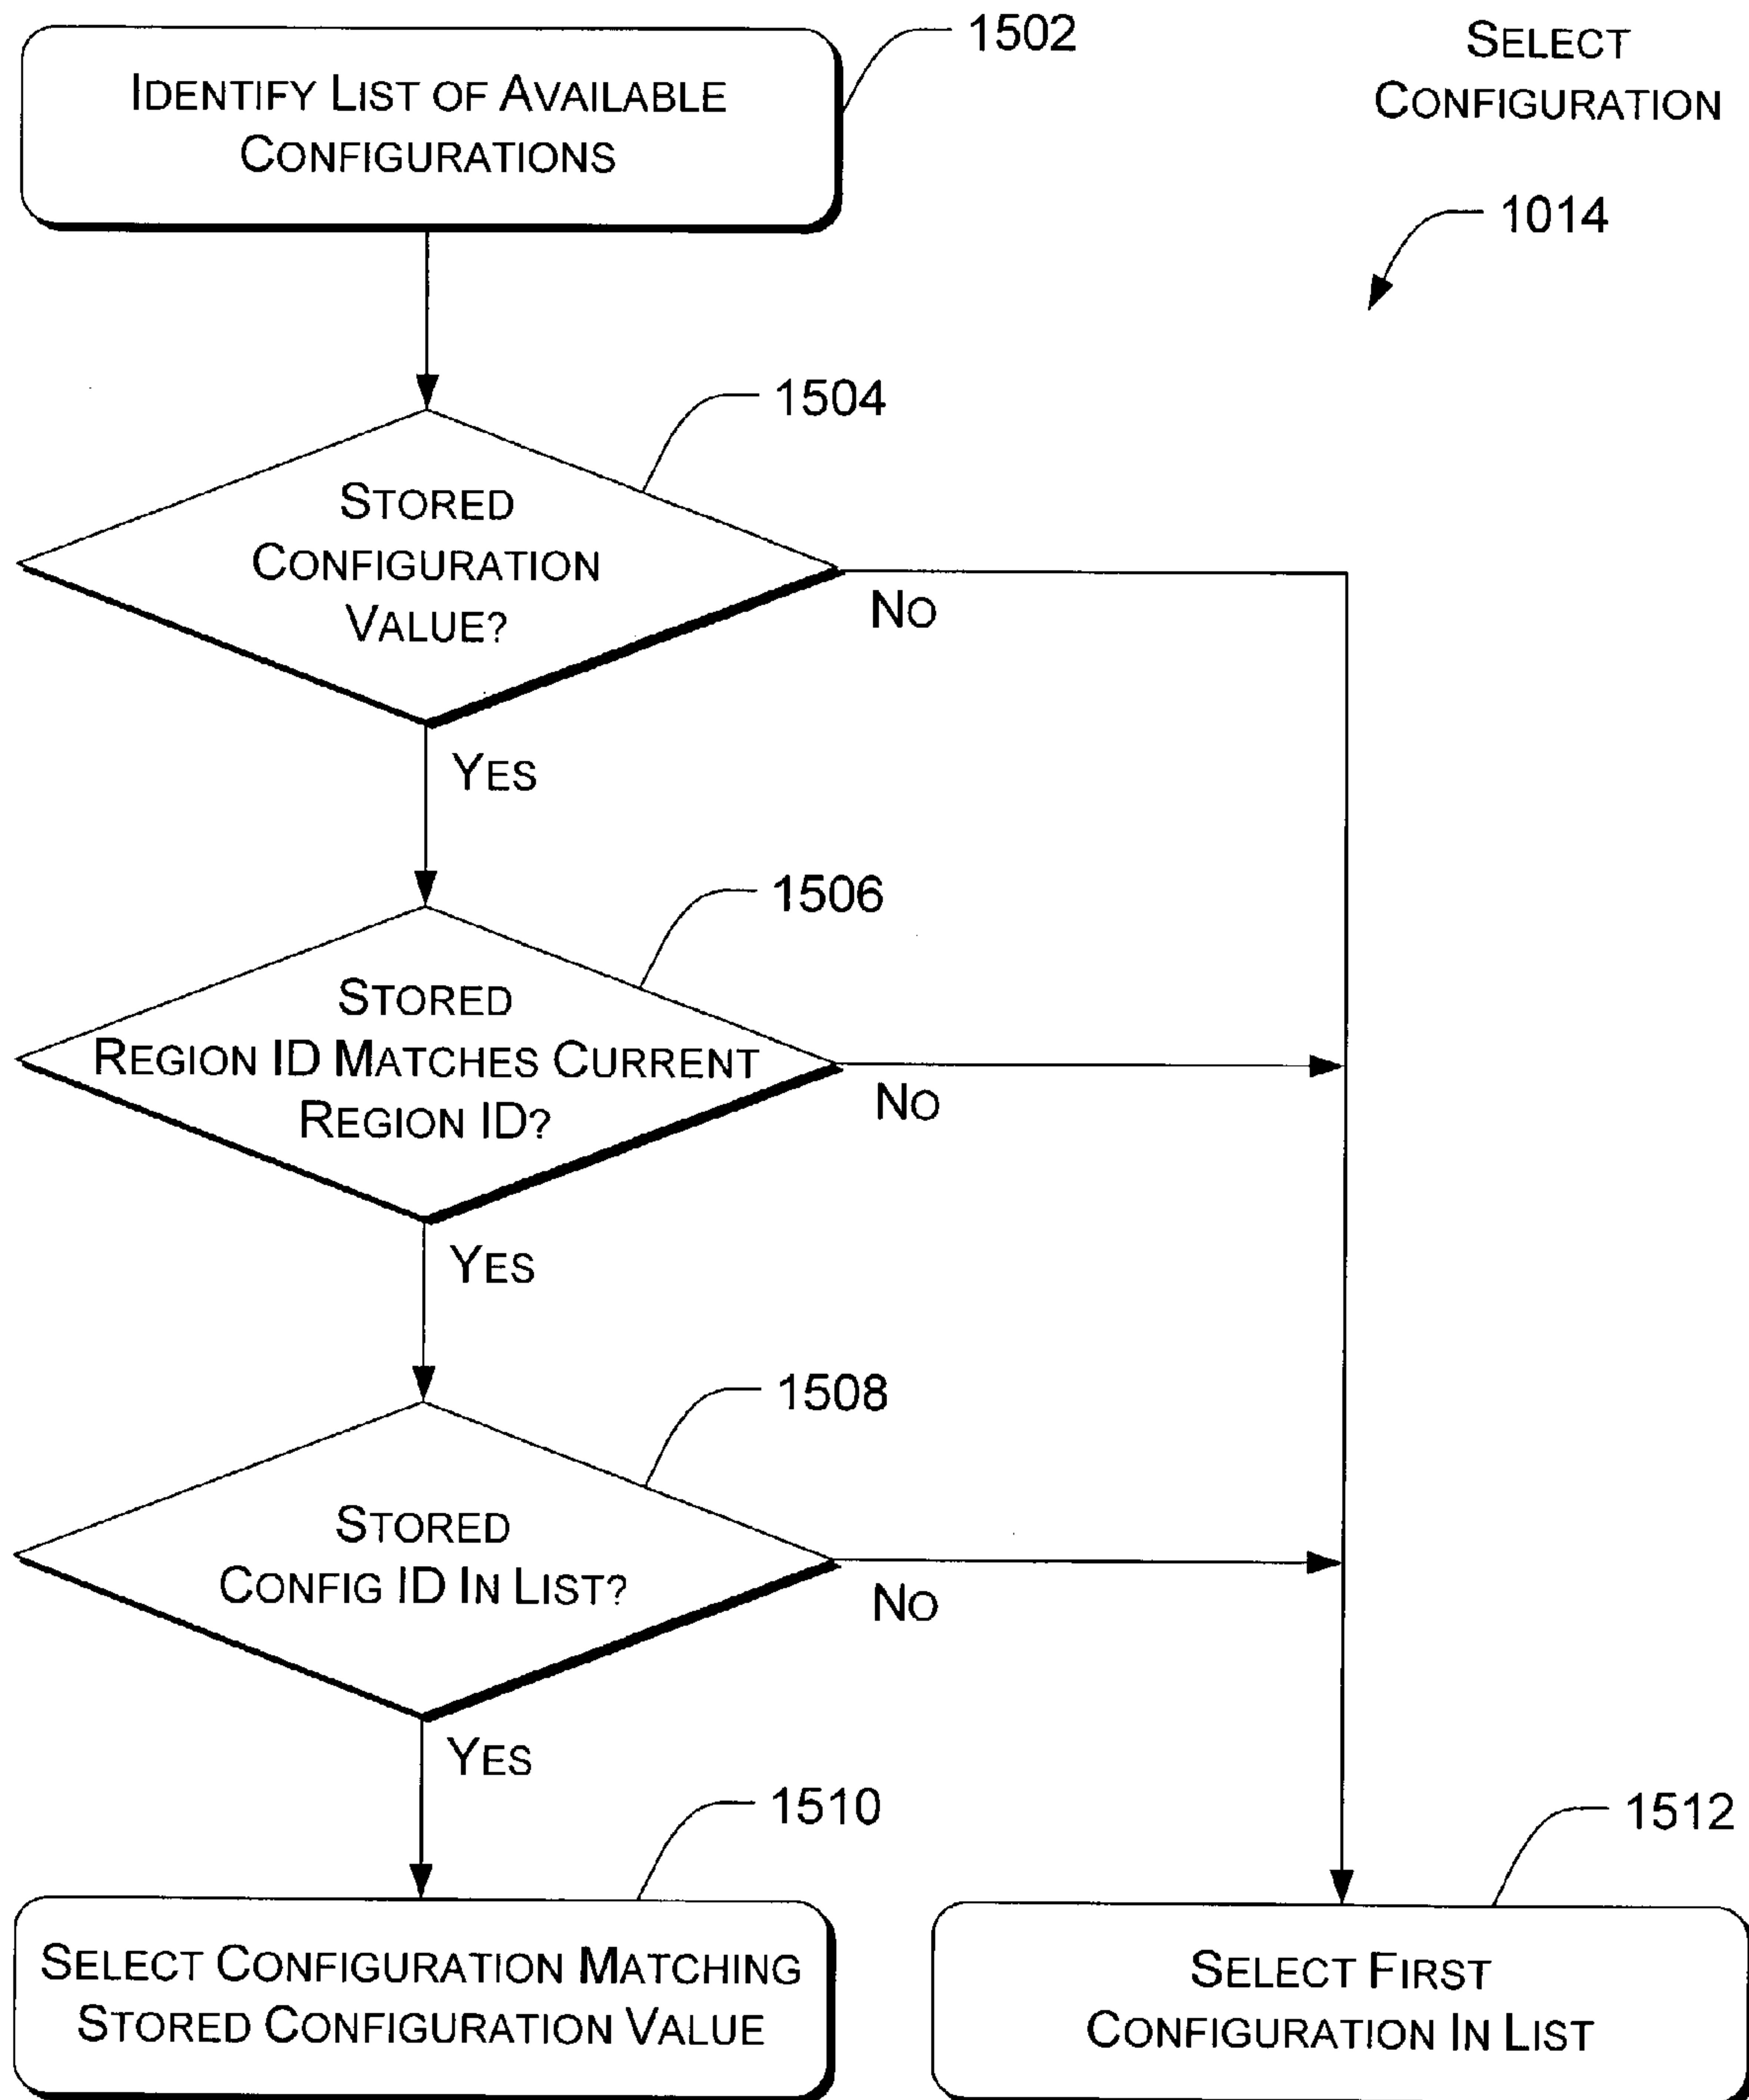 1502
SELECT
CONFIGURATION
IDENTIFY LIST OF AVAILABLE
CONFIGURATIONS
1014
1504
STORED
CONFIGURATION
VALUE?
NO
YES
1506
STORED
REGION ID MATCHES CURRENT
REGION ID?
NO
YES
1508
STORED
CONFIG ID IN LIST?
NO
YES
1510
1512
SELECT CONFIGURATION MATCHING
STORED CONFIGURATION VALUE
SELECT FIRST
CONFIGURATION IN LIST